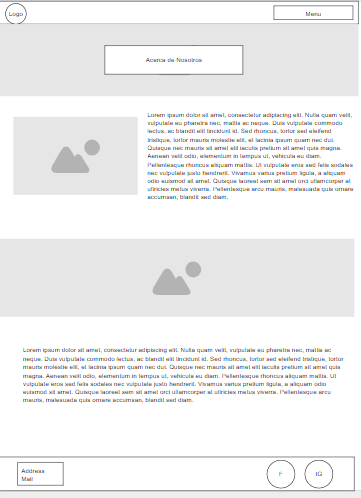 Logo
Menu
Acerca de Nosotros
Lorem ipsum dolor sit amet, consectetur adipiscing elit. Nulla quam velit,
vulputate eu pharetra nec, mattis ac neque. Duis vulputate commodo
lectus, ac blandit elit tincidunt id. Sed rhoncus, tortor sed eleifend
tristique, tortor mauris molestie elit, et lacinia ipsum quam nec dui.
Quisque nec mauris sit amet elit iaculis pretium sit amet quis magna.
Aenean velit odio, elementum in tempus ut, vehicula eu diam.
Pellentesque rhoncus aliquam mattis. Ut vulputate eros sed felis sodales
nec vulputate justo hendrerit. Vivamus varius pretium ligula, a aliquam
odio euismod sit amet. Quisque laoreet sem sit amet orci ullamcorper at
ultricies metus viverra. Pellentesque arcu mauris, malesuada quis ornare
accumsan, blandit sed diam.
Lorem ipsum dolor sit amet, consectetur adipiscing elit. Nulla quam velit, vulputate eu pharetra nec, mattis ac
neque. Duis vulputate commodo lectus, ac blandit elit tincidunt id. Sed rhoncus, tortor sed eleifend tristique, tortor
mauris molestie elit, et lacinia ipsum quam nec dui. Quisque nec mauris sit amet elit iaculis pretium sit amet quis
magna. Aenean velit odio, elementum in tempus ut, vehicula eu diam. Pellentesque rhoncus aliquam mattis. Ut
vulputate eros sed felis sodales nec vulputate justo hendrerit. Vivamus varius pretium ligula, a aliquam odio
euismod sit amet. Quisque laoreet sem sit amet orci ullamcorper at ultricies metus viverra. Pellentesque arcu
mauris, malesuada quis ornare accumsan, blandit sed diam.
Address
Mail
F
IG